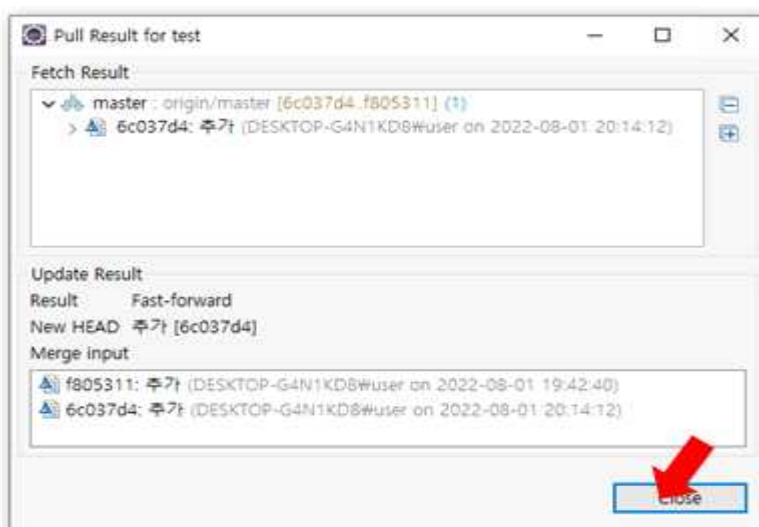 Pull Result for test
Fetch Result
master : origin/master [6c037d4..f805311] (1)
6c037d4: 추가 (DESKTOP-G4N1KD8₩user on 2022-08-01 20:14:12)
Update Result
Result Fast-forward
New HEAD 추가 [6c037d4]
Merge input
f805311: 추가 (DESKTOP-G4N1KD8₩user on 2022-08-01 19:42:40)
6c037d4: 추가 (DESKTOP-G4N1KD8₩user on 2022-08-01 20:14:12)
Close